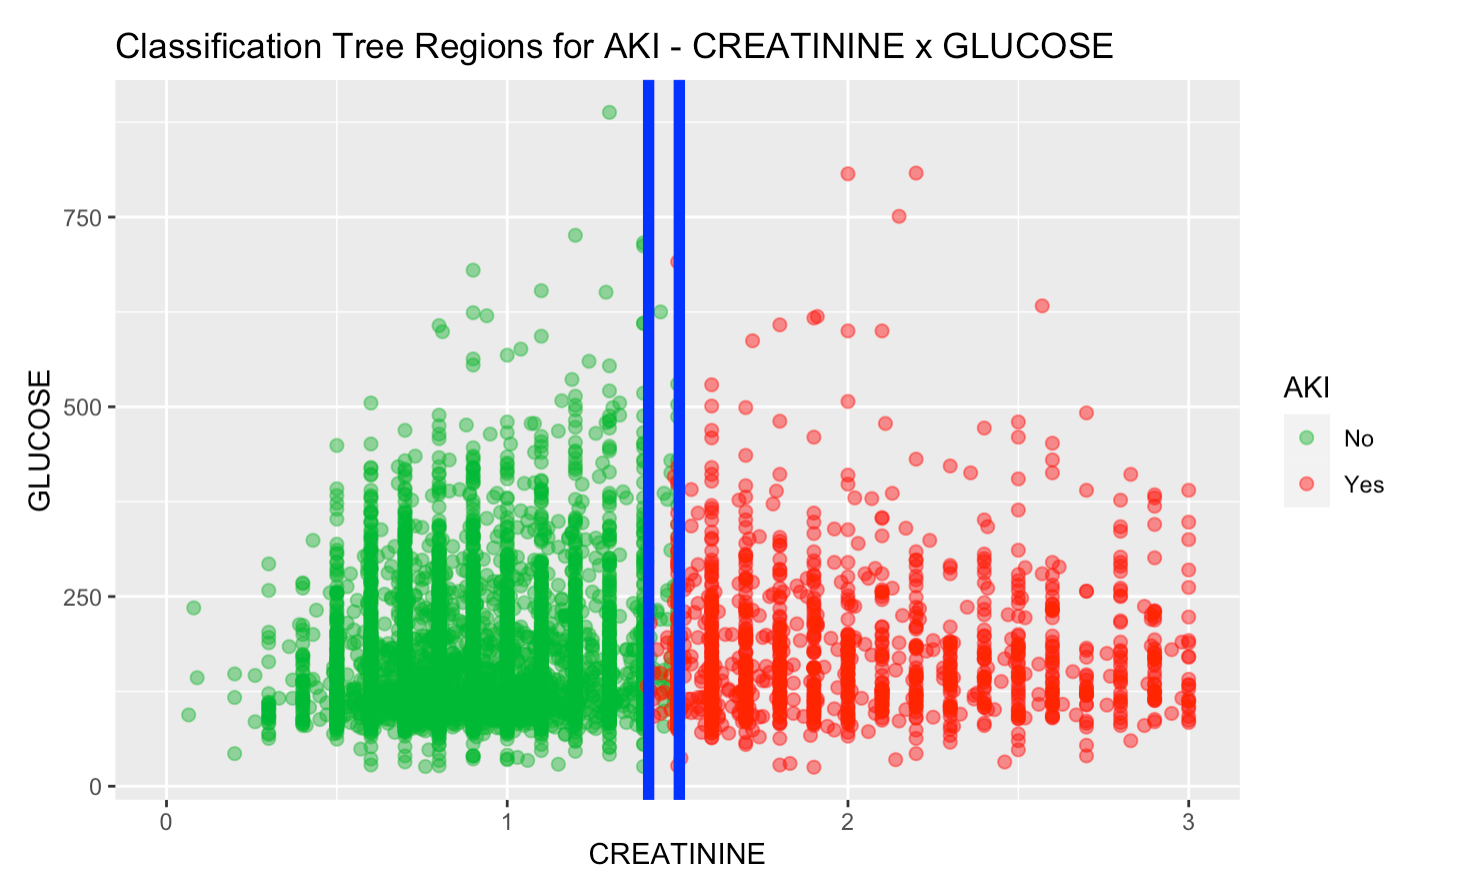 Classification Tree Regions for AKI - CREATININE x GLUCOSE
GLUCOSE
750
500
250
0
0 1 2 3
CREATININE
AKI
No
Yes